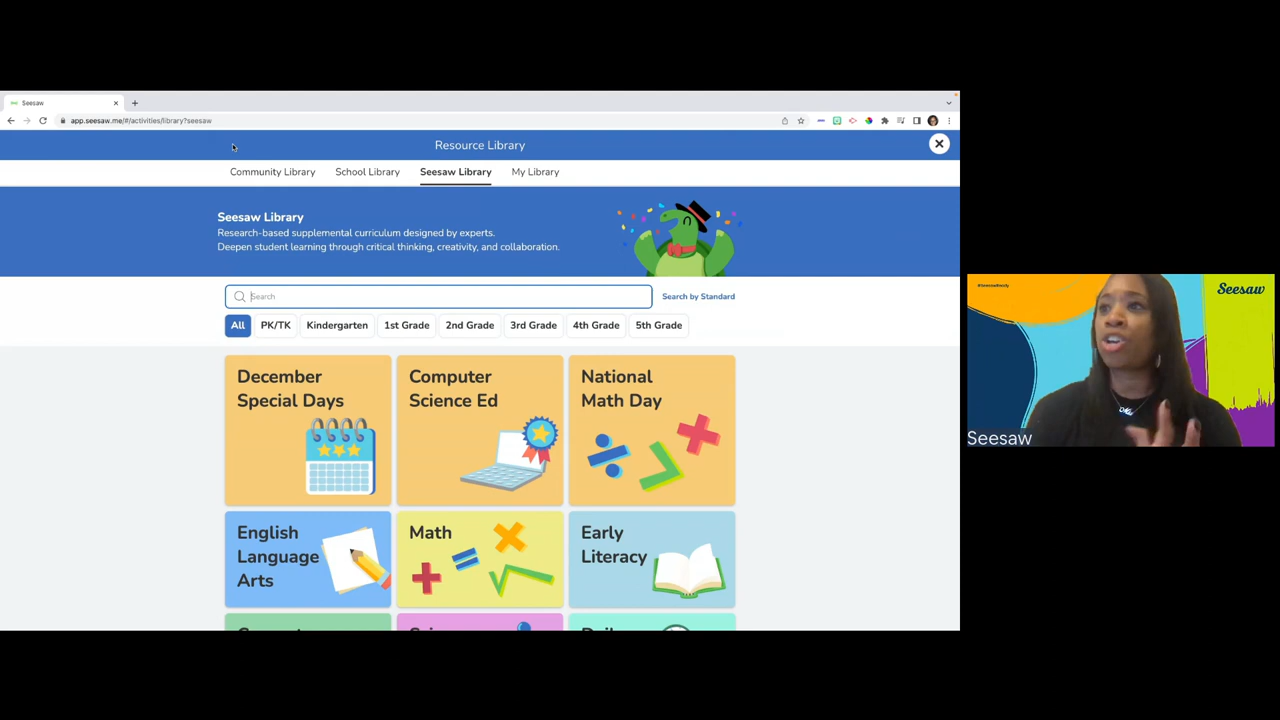 Seesaw
app.seesaw.me/#/activities/library?seesaw
Resource Library
Community Library
School Library
Seesaw Library
My Library
Seesaw Library
Research-based supplemental curriculum designed by experts.
Deepen student learning through critical thinking, creativity, and collaboration.
Search
Search by Standard
All
PK/TK
Kindergarten
1st Grade
2nd Grade
3rd Grade
4th Grade
5th Grade
December
Special Days
Computer
Science Ed
National
Math Day
English
Language
Arts
Math
Early
Literacy
Seesaw
Seesaw